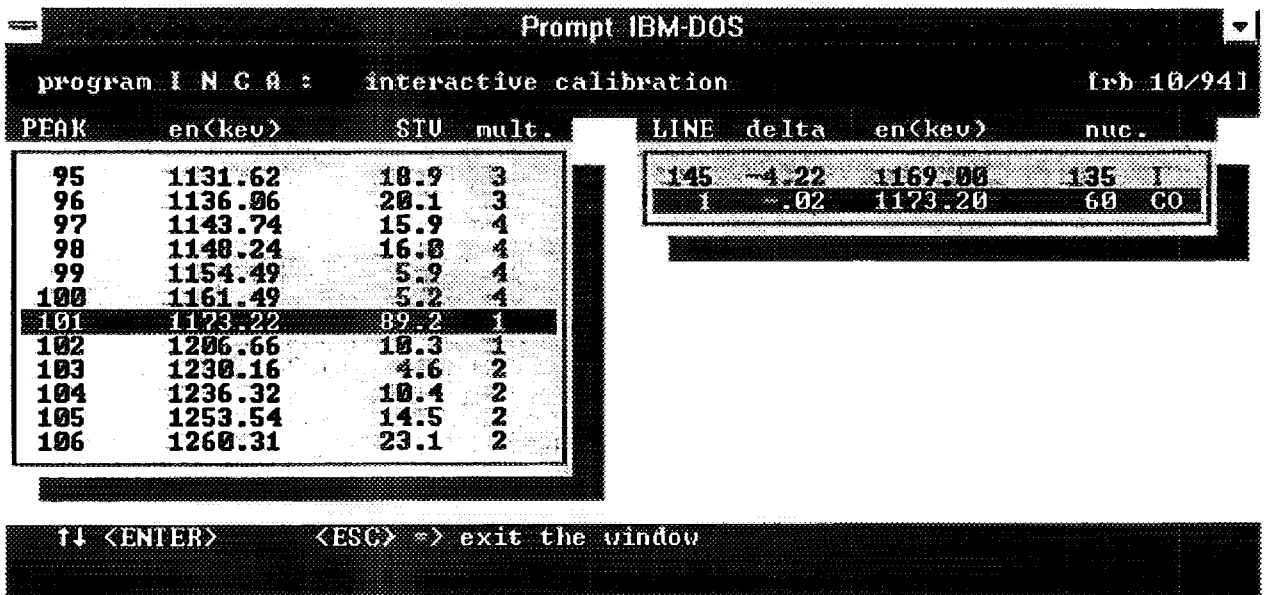 Prompt IBM-DOS
program I N C A : interactive calibration [rb 10/94]
PEAK en(kev) STV mult.
95 1131.62 10.9 3
96 1136.06 20.1 3
97 1143.74 15.9 4
98 1148.24 16.0 4
99 1154.49 5.9 4
100 1161.49 5.2 4
101 1173.22 89.2 1
102 1206.66 10.3 1
103 1230.16 4.6 2
104 1236.32 10.4 2
105 1253.54 14.5 2
106 1260.31 23.1 2
LINE delta en(kev) nuc.
145 -4.22 1169.00 135 I
1 -.02 1173.20 60 CO
↑↓ <ENTER> <ESC> => exit the window